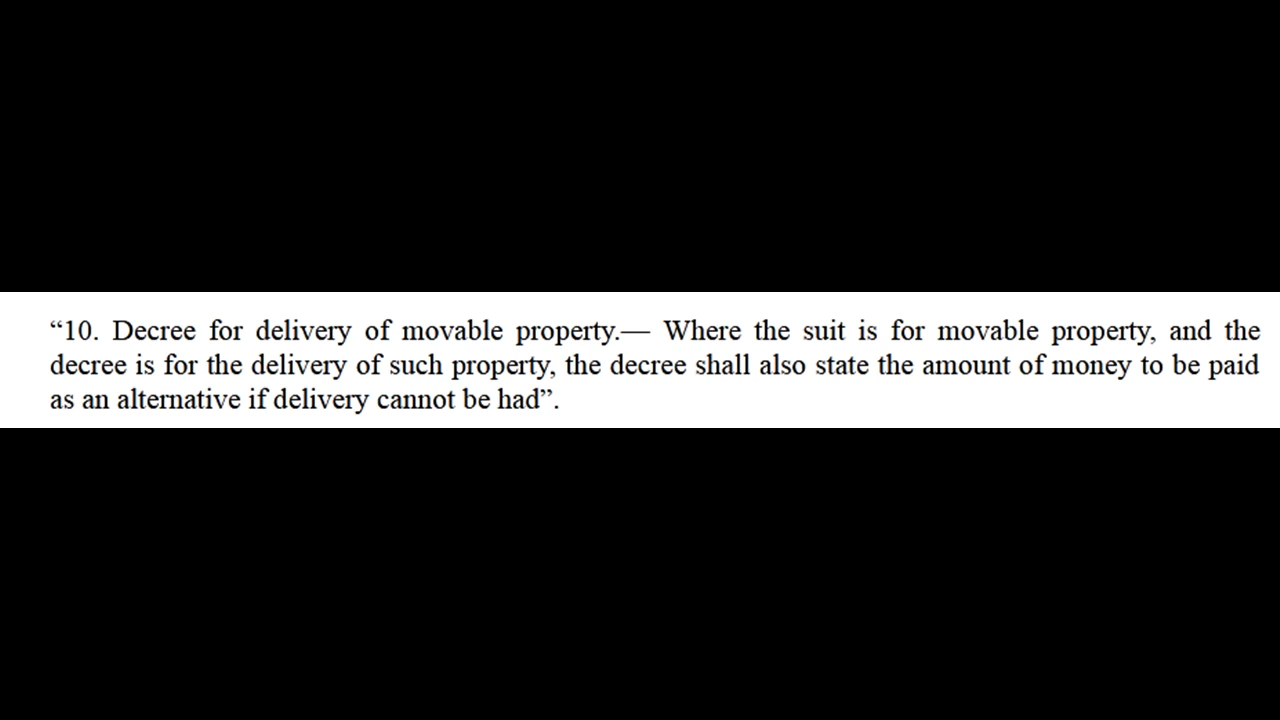 “10. Decree for delivery of movable property.— Where the suit is for movable property, and the
decree is for the delivery of such property, the decree shall also state the amount of money to be paid
as an alternative if delivery cannot be had”.